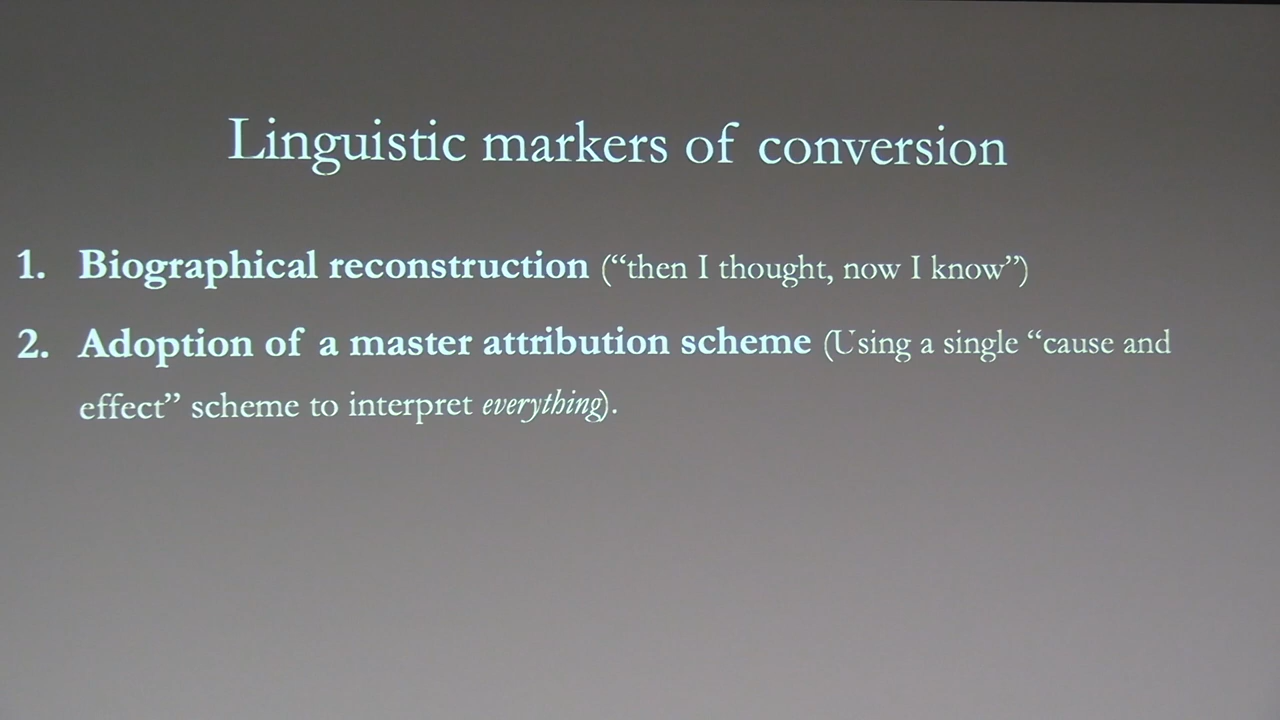 Linguistic markers of conversion
1. Biographical reconstruction (“then I thought, now I know”)
2. Adoption of a master attribution scheme (Using a single “cause and
effect” scheme to interpret everything).